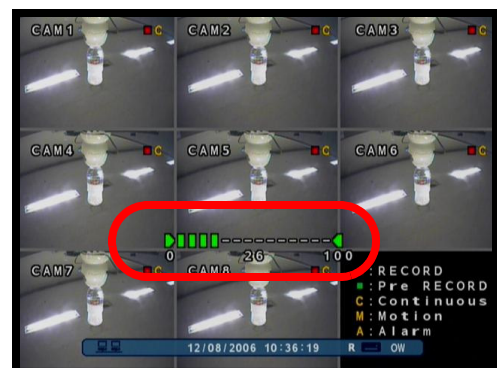 CAM1 C CAM2 C CAM3 C
CAM4 C CAM5 C CAM6 C
0 26 100
CAM7 CAM8
:RECORD
:Pre RECORD
C:Continuous
M:Motion
A:Alarm
12/08/2006 10:36:19 R OW